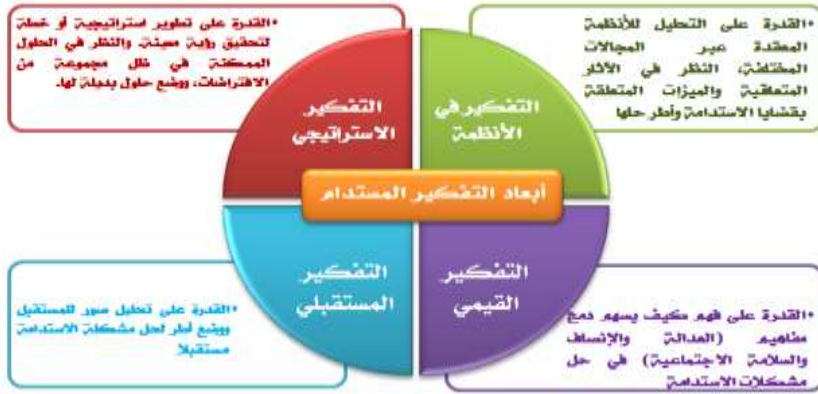 •القدرة على التحليل للأنظمة
المعقدة عبر المجالات
المختلفة، النظر في الآثار
المتعاقبة والميزات المتعلقة
بقضايا الاستدامة وأطر حلها
•القدرة على تطوير استراتيجية أو خطة
لتحقيق رؤية معينة، والنظر في الحلول
الممكنة في ظل مجموعة من
الافتراضات، ووضع حلول بديلة لها.
التفكير في
الأنظمة
التفكير
الاستراتيجي
أبعاد التفكير المستدام
التفكير
القيمي
التفكير
المستقبلي
•القدرة على فهم كيف يسهم دمج
مفاهيم (العدالة والإنصاف
والسلامة الاجتماعية) في حل
مشكلات الاستدامة
•القدرة على تحليل صور للمستقبل
ووضع أطر لحل مشكلة الاستدامة
مستقبلا